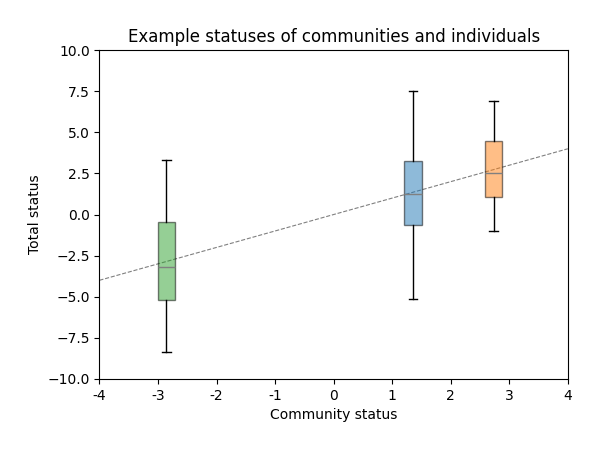 Example statuses of communities and individuals
10.0
7.5
5.0
2.5
0.0
−2.5
−5.0
−7.5
−10.0
Total status
-4 -3 -2 -1 0 1 2 3 4
Community status